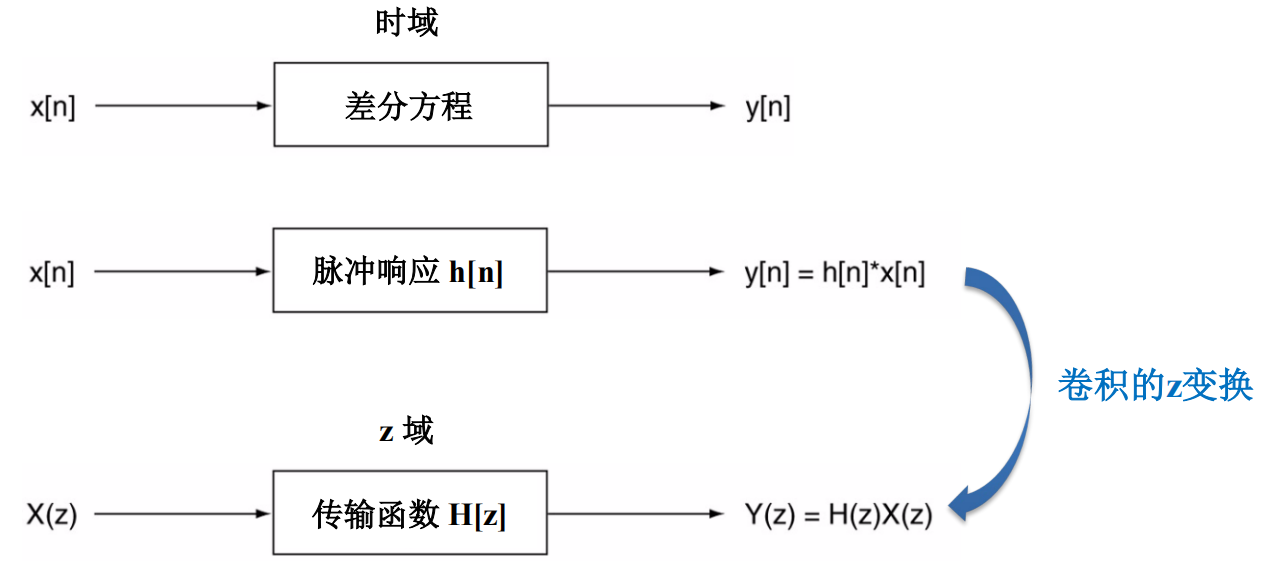 时域
x[n] 差分方程 y[n]
x[n] 脉冲响应 h[n] y[n] = h[n]*x[n]
卷积的z变换
z 域
X(z) 传输函数 H[z] Y(z) = H(z)X(z)